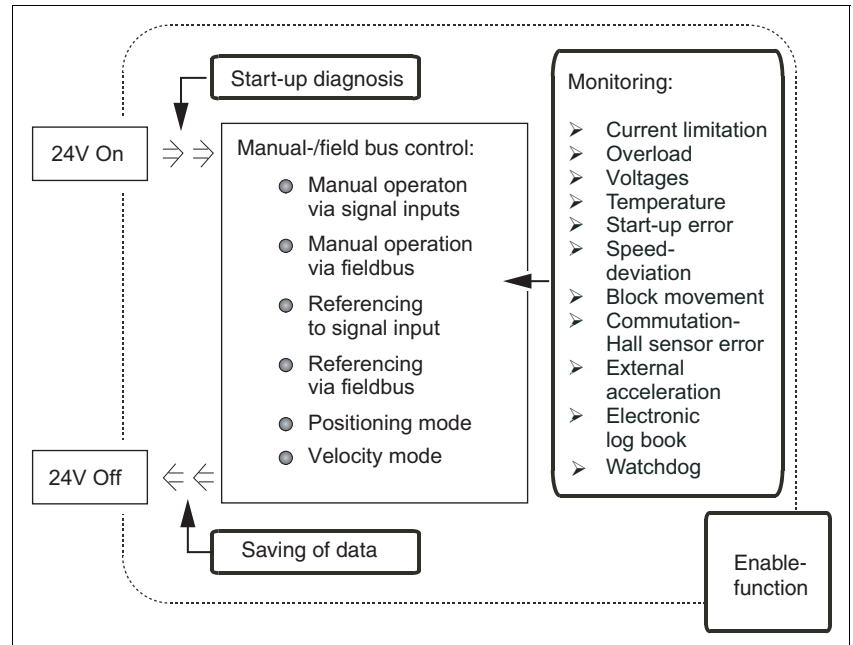 Start-up diagnosis
24V On
Manual-/field bus control:
Manual operaton
via signal inputs
Manual operation
via fieldbus
Referencing
to signal input
Referencing
via fieldbus
Positioning mode
Velocity mode
Monitoring:
Current limitation
Overload
Voltages
Temperature
Start-up error
Speed-
deviation
Block movement
Commutation-
Hall sensor error
External
acceleration
Electronic
log book
Watchdog
24V Off
Saving of data
Enable-
function